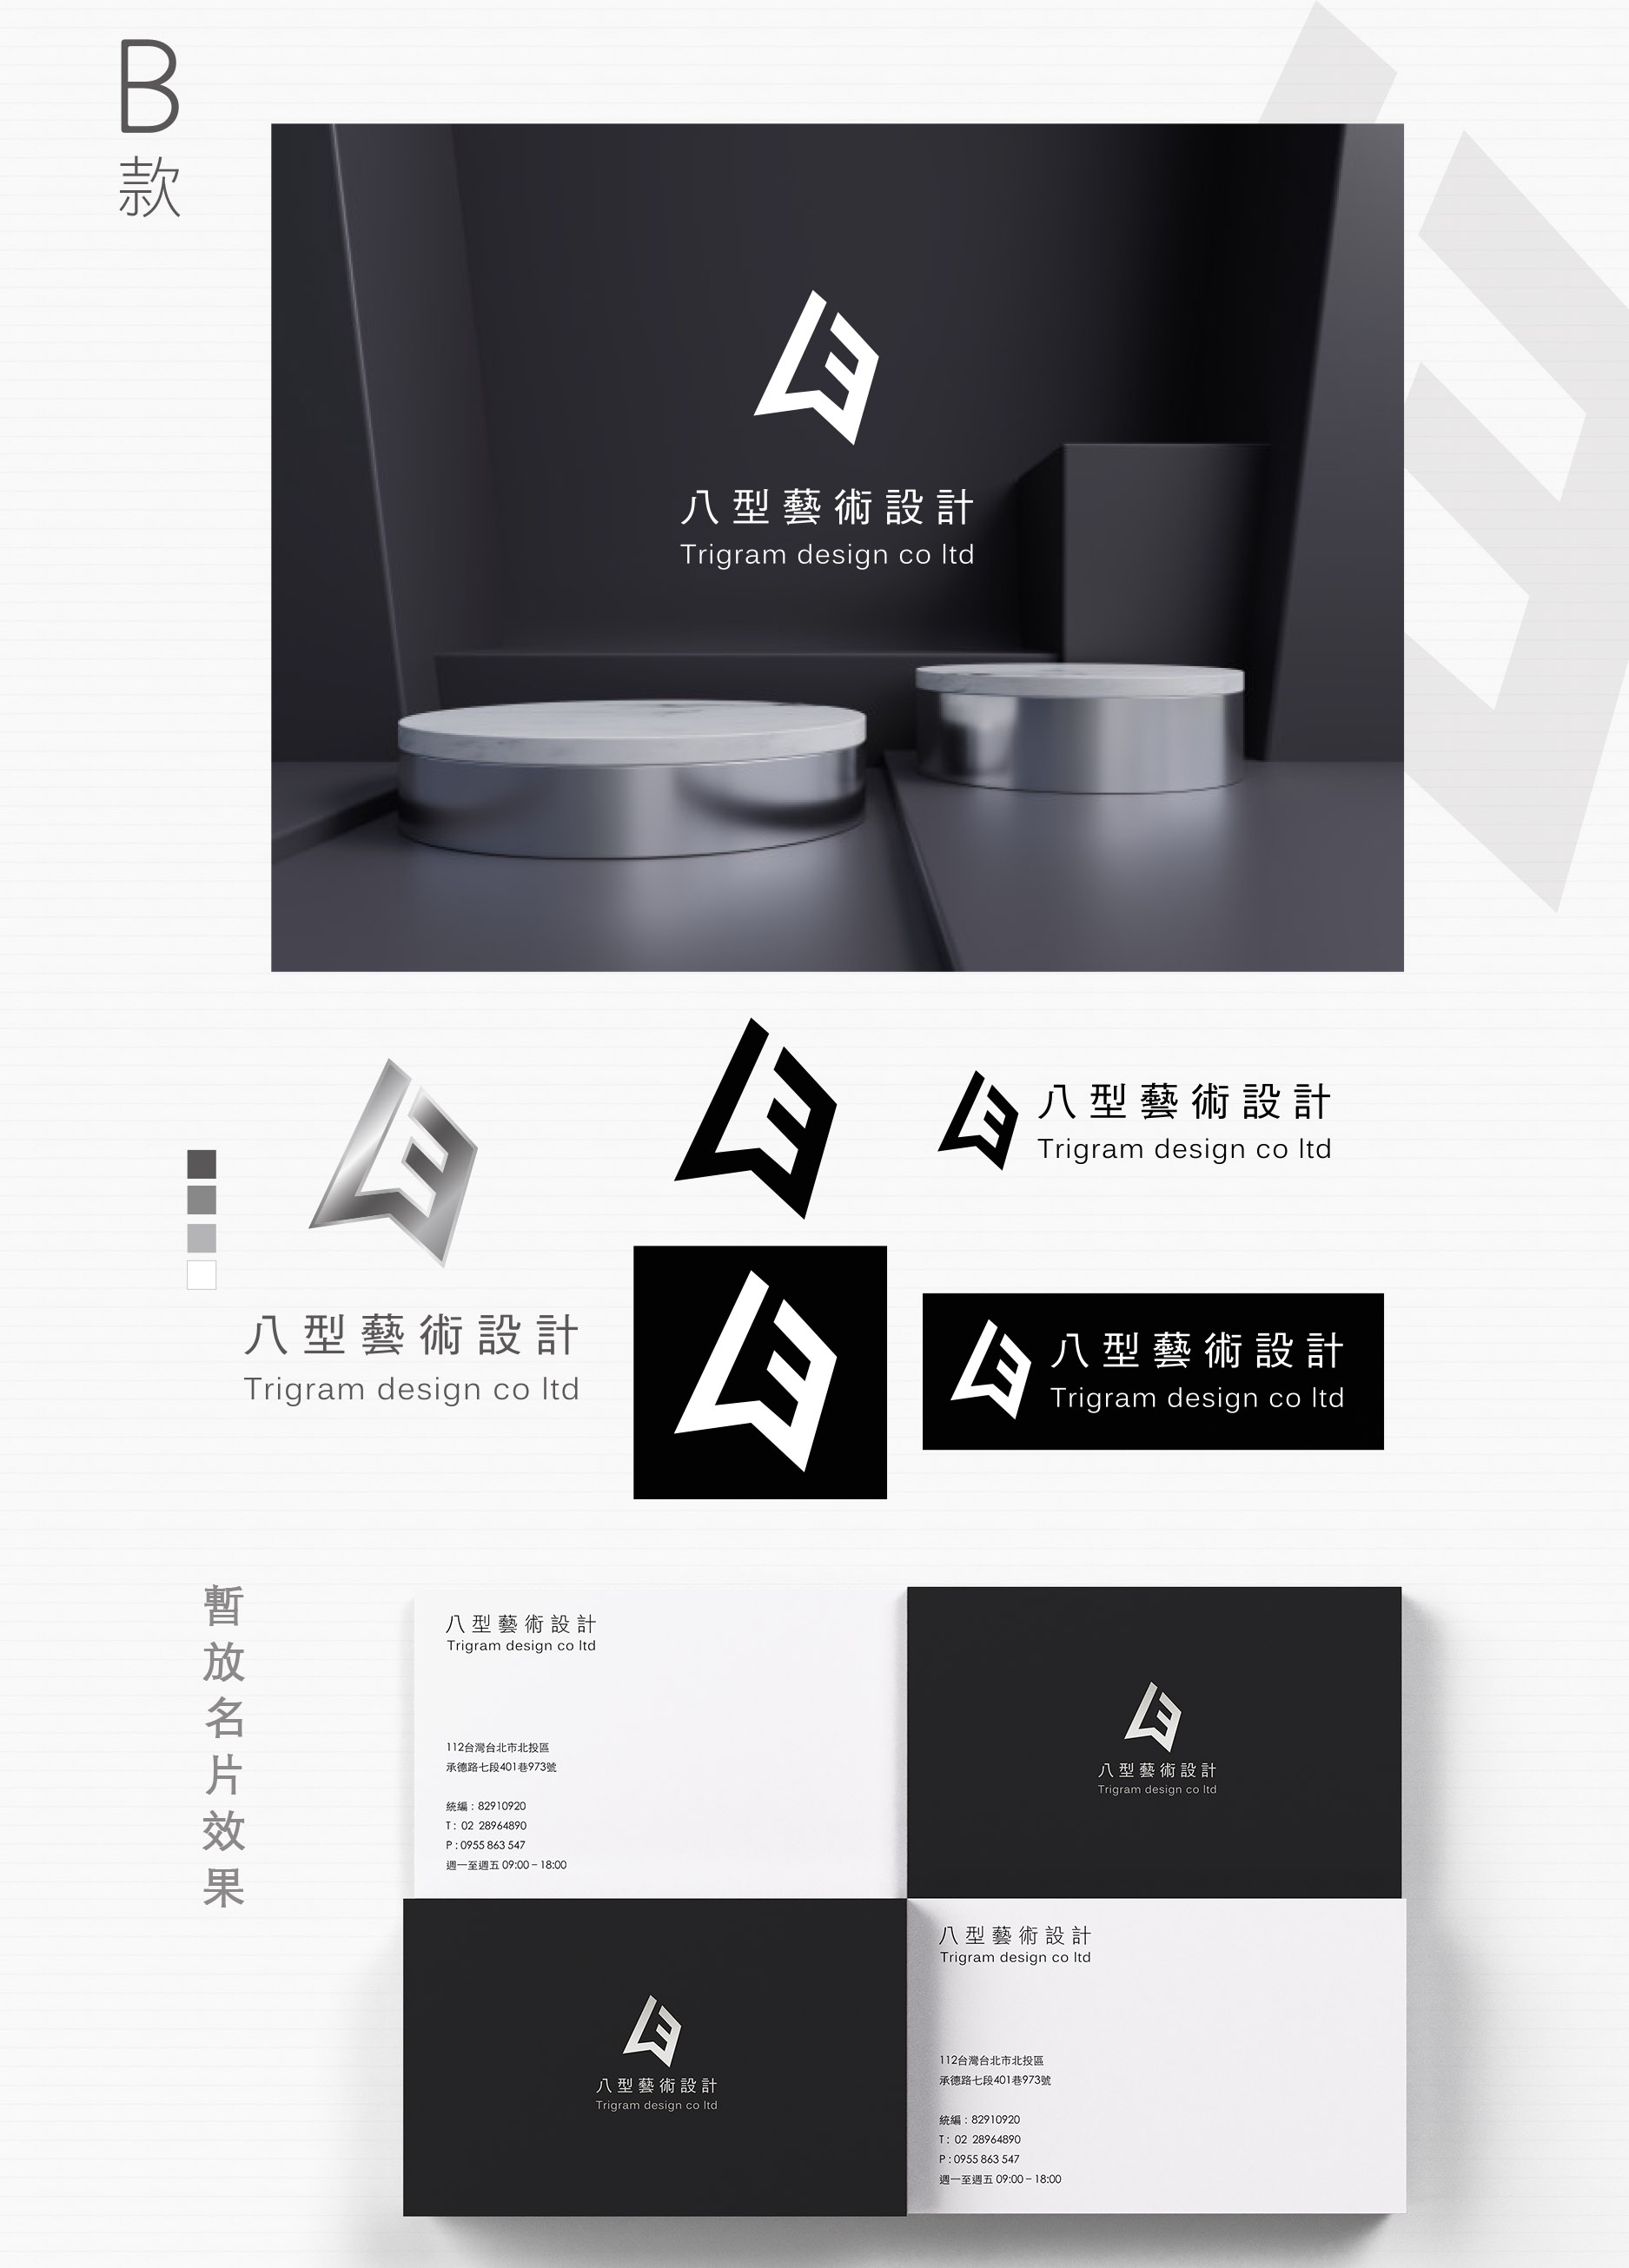 B
款
八型藝術設計
Trigram design co ltd
八型藝術設計
Trigram design co ltd
八型藝術設計
Trigram design co ltd
八型藝術設計
Trigram design co ltd
暫放名片效果
八型藝術設計
Trigram design co ltd
112台灣台北市北投區
承德路七段401巷973號
統編：82910920
T： 02 28964890
P : 0955 863 547
週一至週五 09:00 – 18:00
八型藝術設計
Trigram design co ltd
八型藝術設計
Trigram design co ltd
八型藝術設計
Trigram design co ltd
112台灣台北市北投區
承德路七段401巷973號
統編：82910920
T： 02 28964890
P : 0955 863 547
週一至週五 09:00 – 18:00